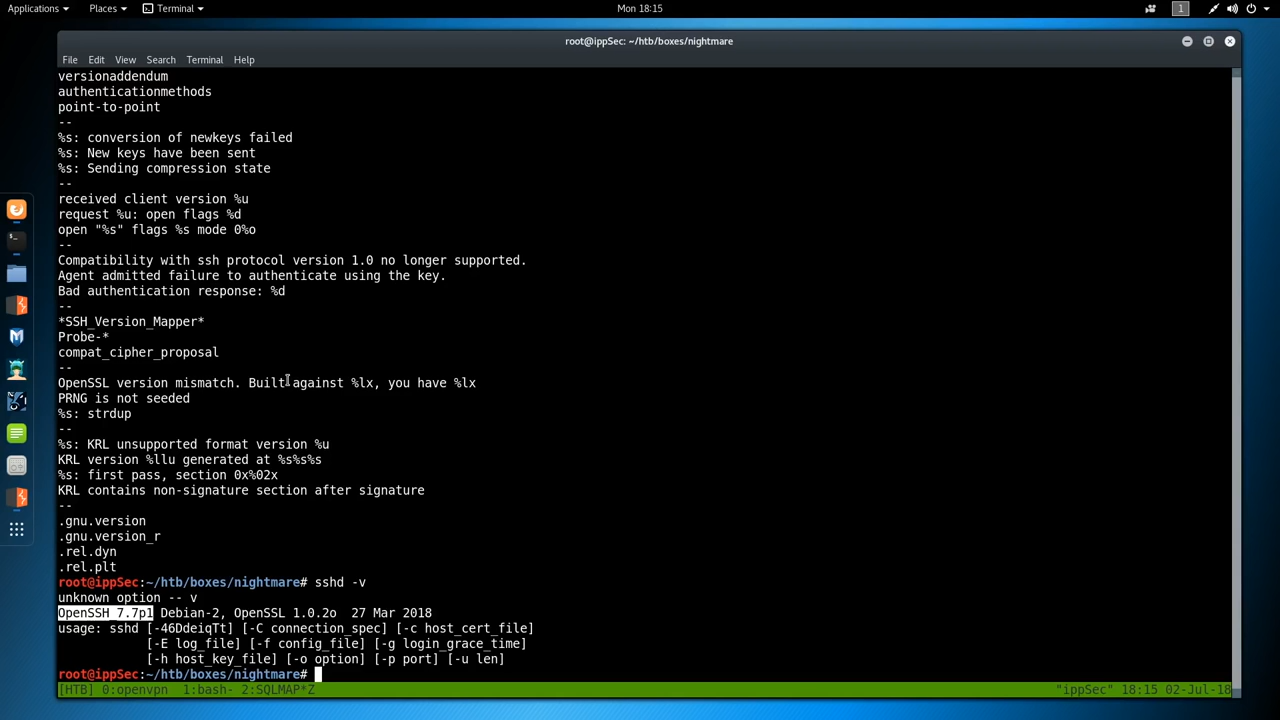 Applications Places Terminal Mon 18:15 1
root@ippSec: ~/htb/boxes/nightmare
File Edit View Search Terminal Help
versionaddendum
authenticationmethods
point-to-point
--
%s: conversion of newkeys failed
%s: New keys have been sent
%s: Sending compression state
--
received client version %u
request %u: open flags %d
open "%s" flags %s mode 0%o
--
Compatibility with ssh protocol version 1.0 no longer supported.
Agent admitted failure to authenticate using the key.
Bad authentication response: %d
--
*SSH_Version_Mapper*
Probe-*
compat_cipher_proposal
--
OpenSSL version mismatch. Built against %lx, you have %lx
PRNG is not seeded
%s: strdup
--
%s: KRL unsupported format version %u
KRL version %llu generated at %s%s%s
%s: first pass, section 0x%02x
KRL contains non-signature section after signature
--
.gnu.version
.gnu.version_r
.rel.dyn
.rel.plt
root@ippSec:~/htb/boxes/nightmare# sshd -v
unknown option -- v
OpenSSH_7.7p1 Debian-2, OpenSSL 1.0.2o  27 Mar 2018
usage: sshd [-46DdeiqTt] [-C connection_spec] [-c host_cert_file]
            [-E log_file] [-f config_file] [-g login_grace_time]
            [-h host_key_file] [-o option] [-p port] [-u len]
root@ippSec:~/htb/boxes/nightmare#
[HTB] 0:openvpn  1:bash- 2:SQLMAP*Z "ippSec" 18:15 02-Jul-18